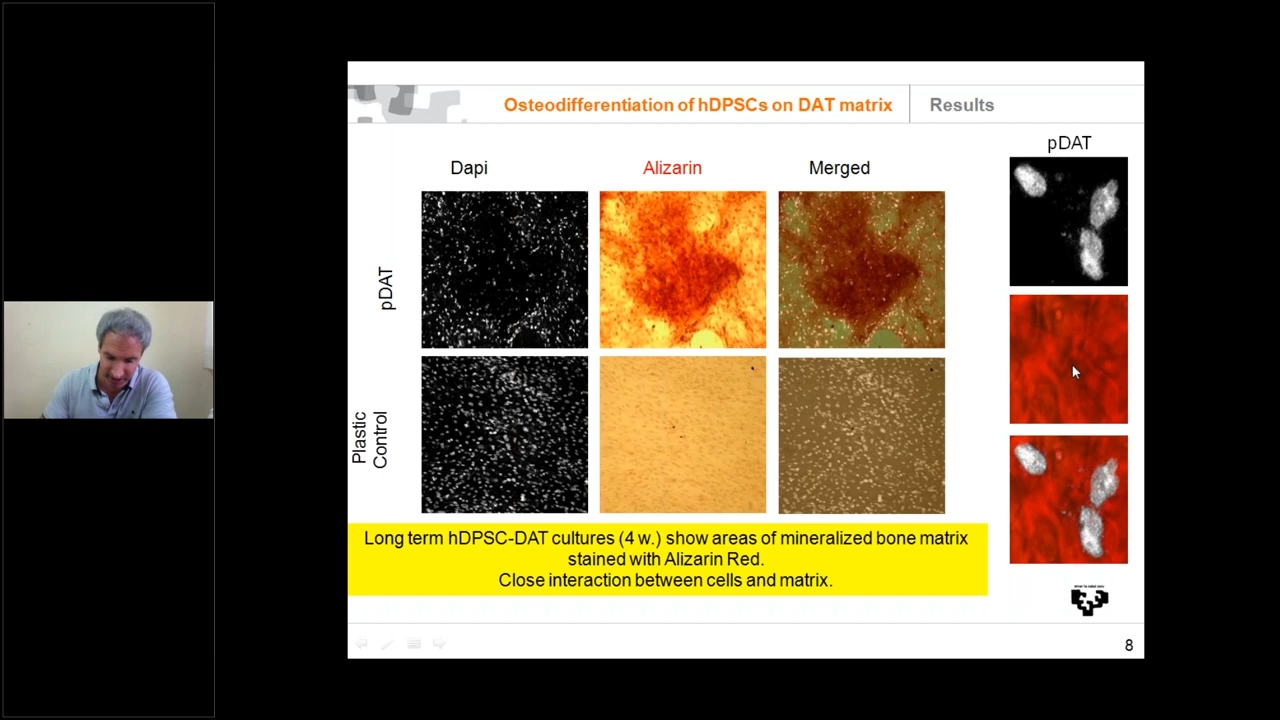 Osteodifferentiation of hDPSCs on DAT matrix
Results
pDAT
Dapi
Alizarin
Merged
pDAT
Plastic
Control
Long term hDPSC-DAT cultures (4 w.) show areas of mineralized bone matrix
stained with Alizarin Red.
Close interaction between cells and matrix.
8